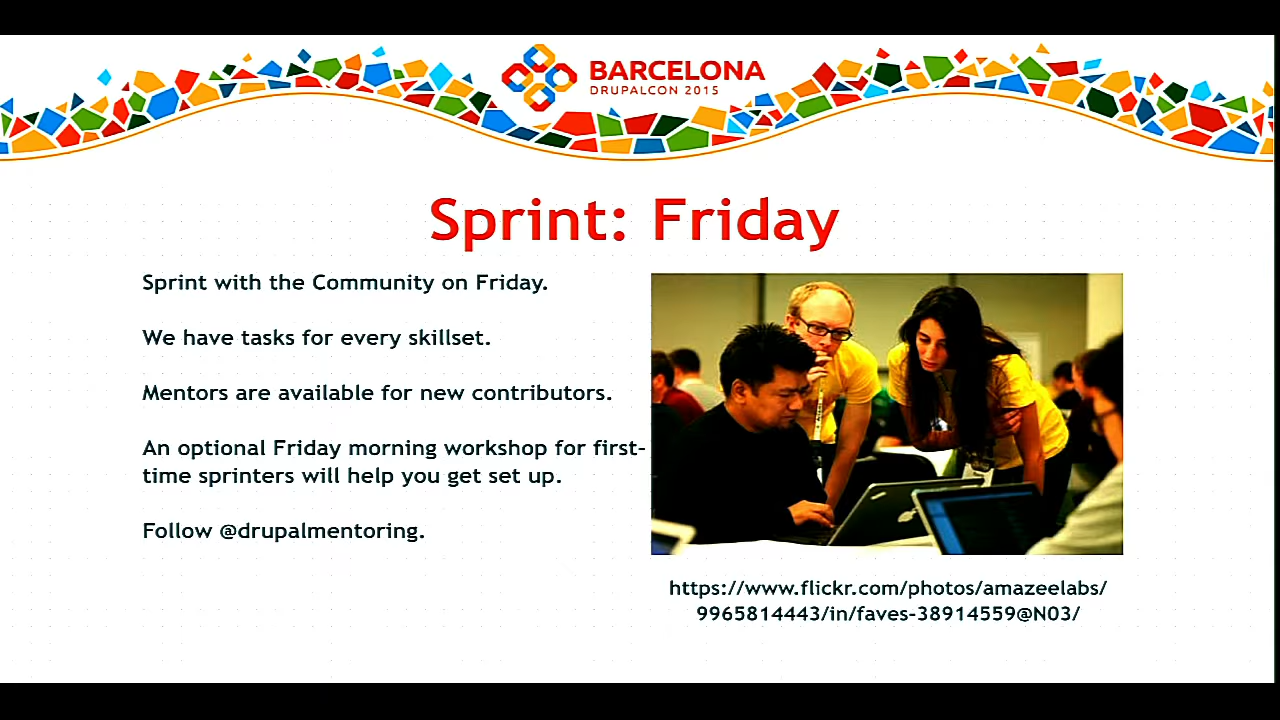 BARCELONA
DRUPALCON 2015
Sprint: Friday
Sprint with the Community on Friday.
We have tasks for every skillset.
Mentors are available for new contributors.
An optional Friday morning workshop for first-
time sprinters will help you get set up.
Follow @drupalmentoring.
https://www.flickr.com/photos/amazeelabs/
9965814443/in/faves-38914559@N03/